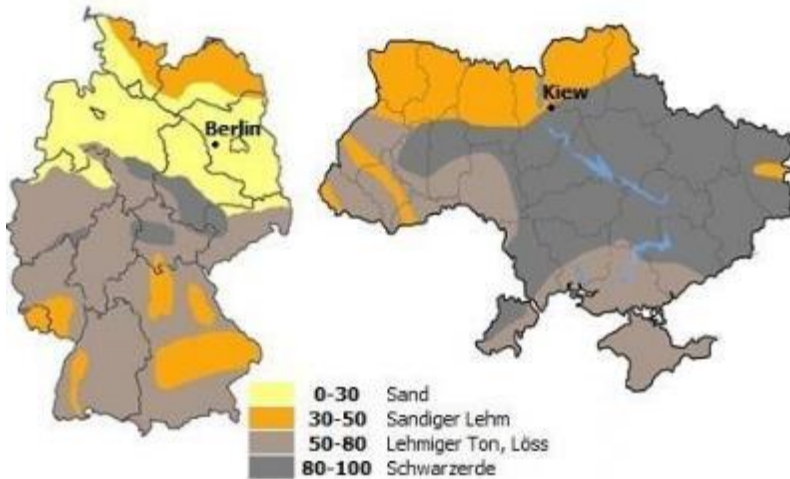 Berlin
Kiew
0-30 Sand
30-50 Sandiger Lehm
50-80 Lehmiger Ton, Löss
80-100 Schwarzerde